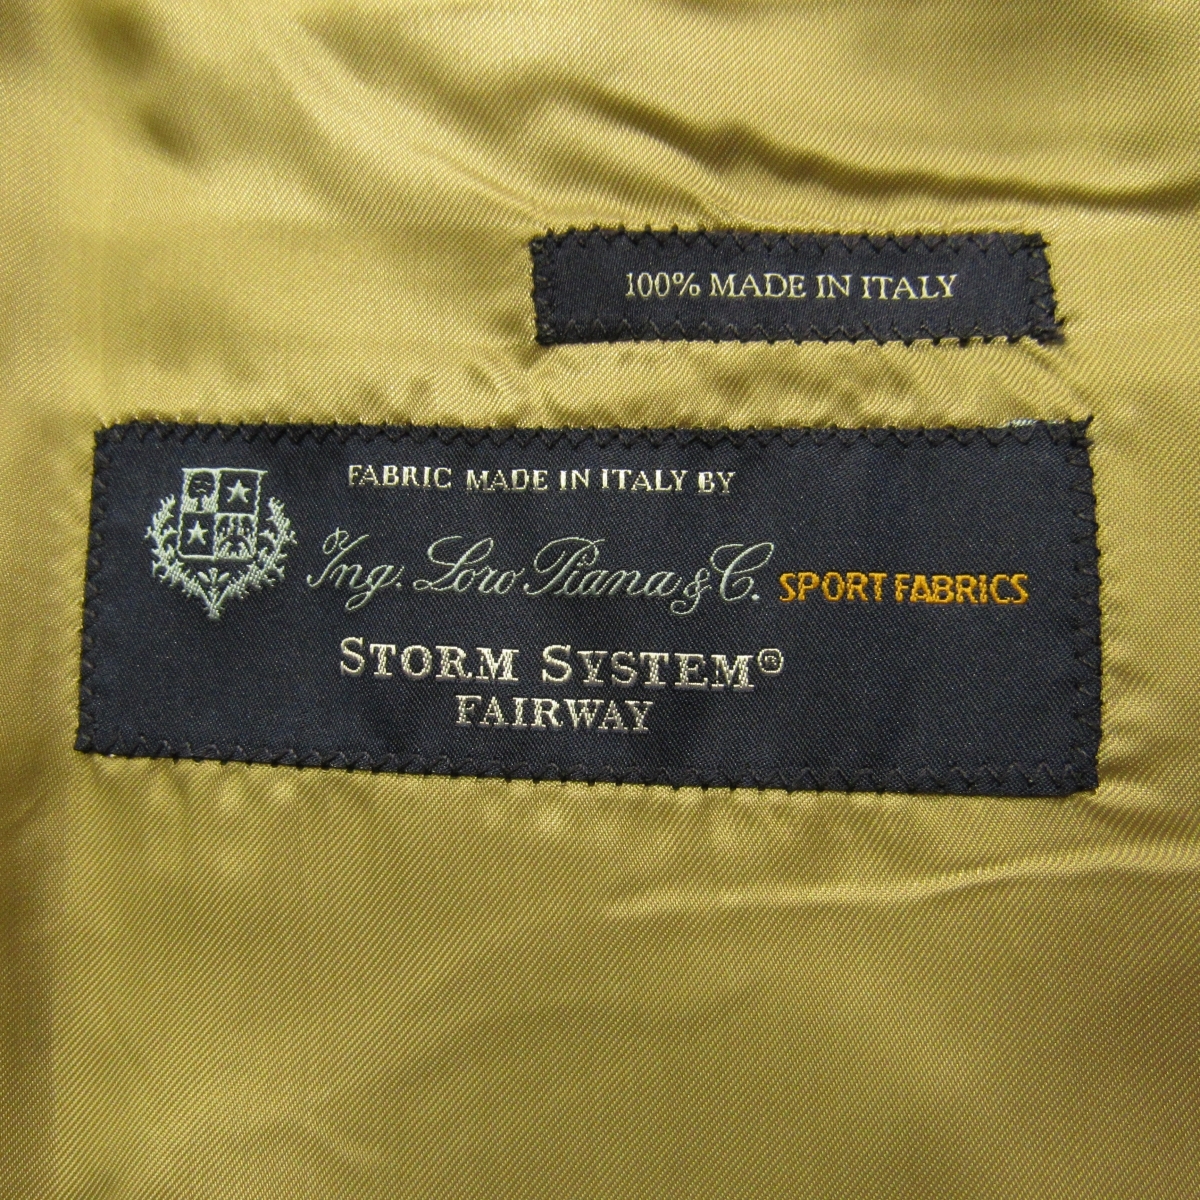 100% MADE IN ITALY
FABRIC MADE IN ITALY BY
Ing. Loro Piana & C. SPORT FABRICS
STORM SYSTEM®
FAIRWAY